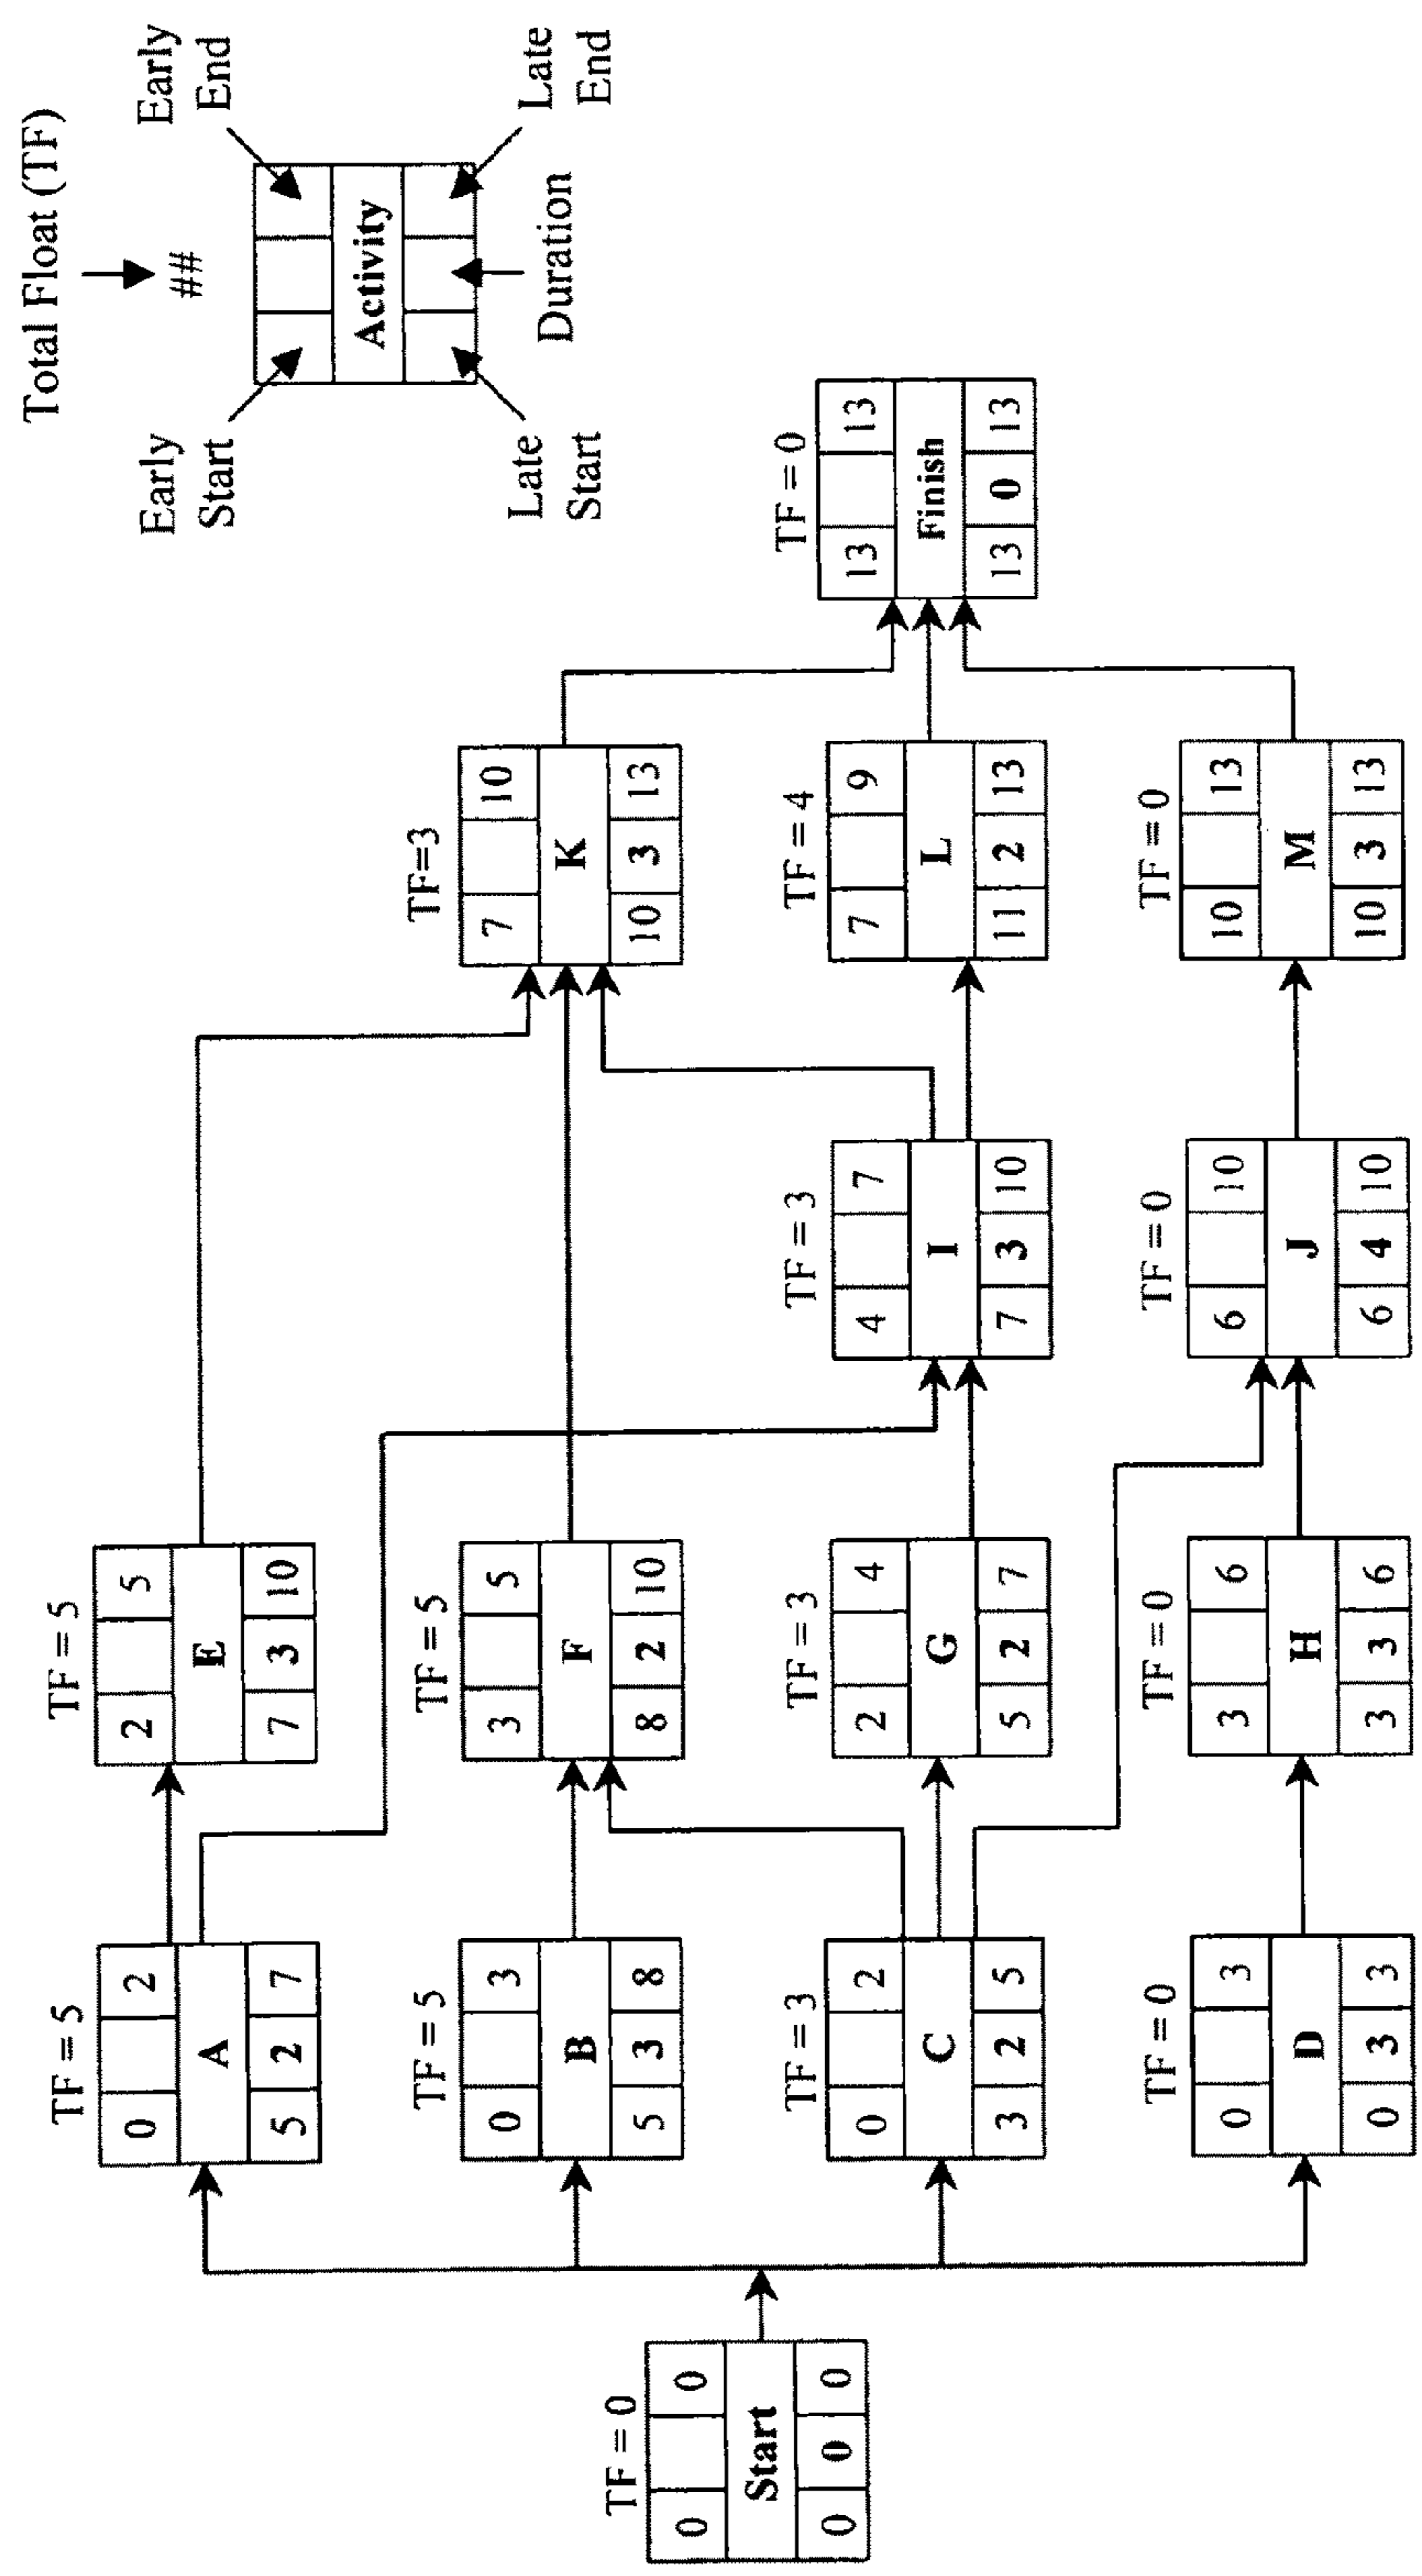 Total Float (TF)
##
Early
Start
Early
End
Activity
Late
Start
Duration
Late
End
TF = 0
0 0
Start
0 0 0
TF = 5
0 2
A
5 2 7
TF = 5
0 3
B
5 3 8
TF = 3
0 2
C
3 2 5
TF = 0
0 3
D
0 3 3
TF = 5
2 5
E
7 3 10
TF = 5
3 5
F
8 2 10
TF = 3
2 4
G
5 2 7
TF = 0
3 6
H
3 3 6
TF = 3
4 7
I
7 3 10
TF = 0
6 10
J
6 4 10
TF=3
7 10
K
10 3 13
TF = 4
7 9
L
11 2 13
TF = 0
10 13
M
10 3 13
TF = 0
13 13
Finish
13 0 13